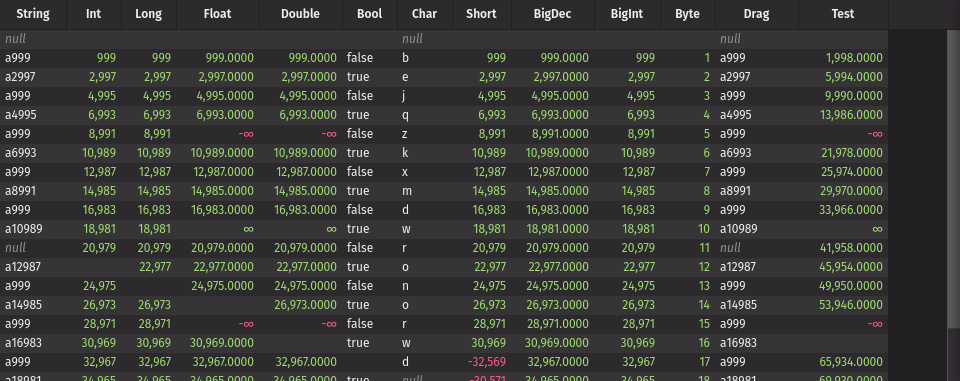 String Int Long Float Double Bool Char Short BigDec BigInt Byte Drag Test
null null null
a999 999 999 999.0000 999.0000 false b 999 999.0000 999 1 a999 1,998.0000
a2997 2,997 2,997 2,997.0000 2,997.0000 true e 2,997 2,997.0000 2,997 2 a2997 5,994.0000
a999 4,995 4,995 4,995.0000 4,995.0000 false j 4,995 4,995.0000 4,995 3 a999 9,990.0000
a4995 6,993 6,993 6,993.0000 6,993.0000 true q 6,993 6,993.0000 6,993 4 a4995 13,986.0000
a999 8,991 8,991 -∞ -∞ false z 8,991 8,991.0000 8,991 5 a999 -∞
a6993 10,989 10,989 10,989.0000 10,989.0000 true k 10,989 10,989.0000 10,989 6 a6993 21,978.0000
a999 12,987 12,987 12,987.0000 12,987.0000 false x 12,987 12,987.0000 12,987 7 a999 25,974.0000
a8991 14,985 14,985 14,985.0000 14,985.0000 true m 14,985 14,985.0000 14,985 8 a8991 29,970.0000
a999 16,983 16,983 16,983.0000 16,983.0000 false d 16,983 16,983.0000 16,983 9 a999 33,966.0000
a10989 18,981 18,981 ∞ ∞ true w 18,981 18,981.0000 18,981 10 a10989 ∞
null 20,979 20,979 20,979.0000 20,979.0000 false r 20,979 20,979.0000 20,979 11 null 41,958.0000
a12987 22,977 22,977.0000 22,977.0000 true o 22,977 22,977.0000 22,977 12 a12987 45,954.0000
a999 24,975 24,975.0000 24,975.0000 false n 24,975 24,975.0000 24,975 13 a999 49,950.0000
a14985 26,973 26,973 26,973.0000 true o 26,973 26,973.0000 26,973 14 a14985 53,946.0000
a999 28,971 28,971 -∞ -∞ false r 28,971 28,971.0000 28,971 15 a999 -∞
a16983 30,969 30,969 30,969.0000 true w 30,969 30,969.0000 30,969 16 a16983
a999 32,967 32,967 32,967.0000 32,967.0000 d -32,569 32,967.0000 32,967 17 a999 65,934.0000
a18981 34,965 34,965 34,965.0000 34,965.0000 true null -30,571 34,965.0000 34,965 18 a18981 69,930.0000